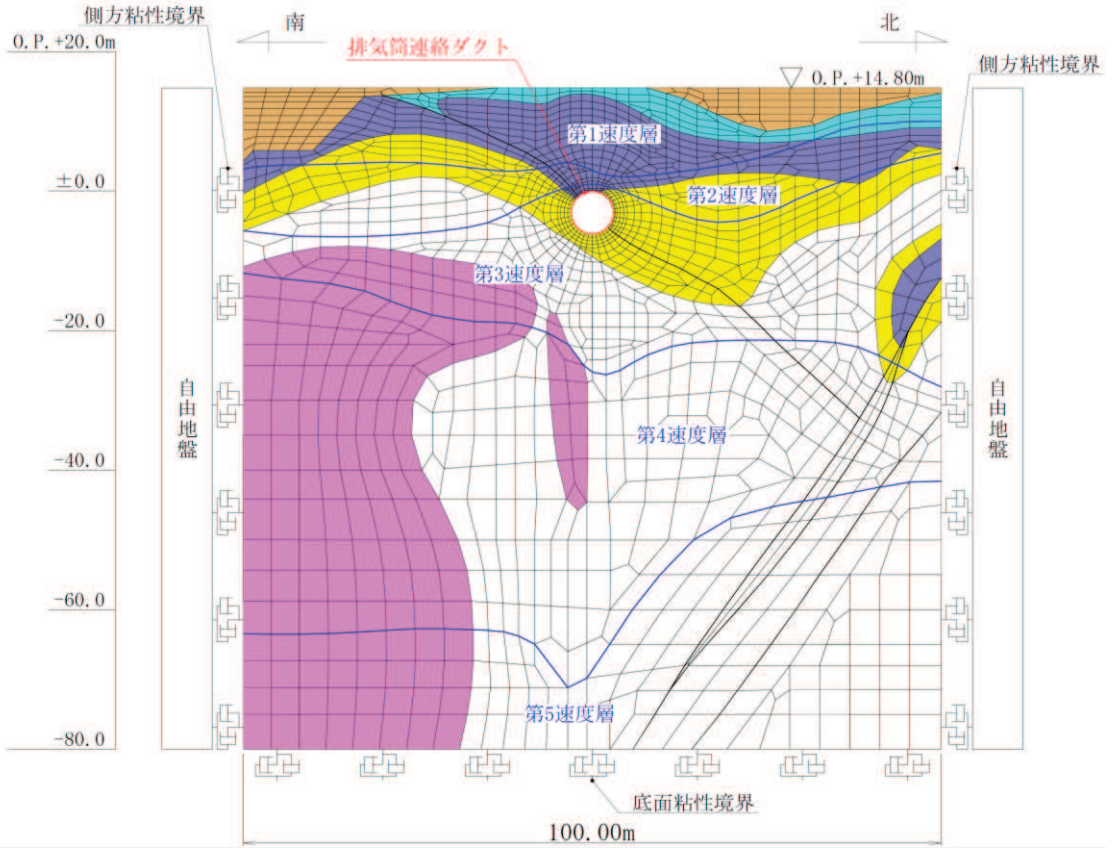 側方粘性境界
南
北
O.P.+20.0m
排気筒連絡ダクト
側方粘性境界
O.P.+14.80m
第1速度層
±0.0
第2速度層
第3速度層
-20.0
自由地盤
自由地盤
第4速度層
-40.0
-60.0
第5速度層
-80.0
底面粘性境界
100.00m